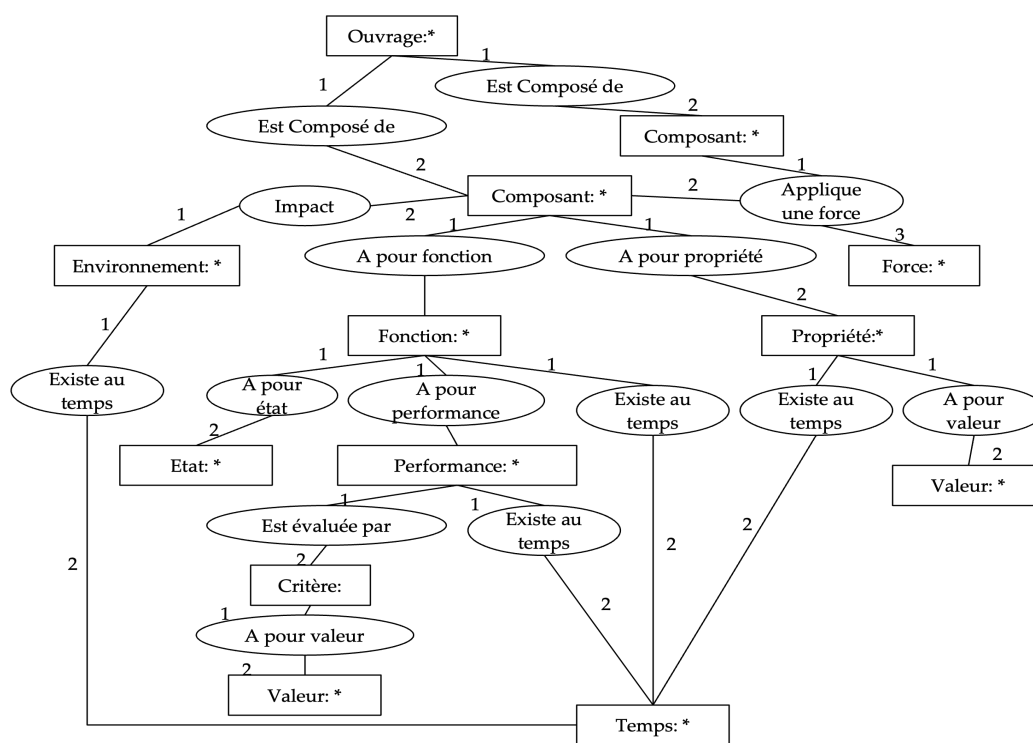 Ouvrage:*
1
1
Est Composé de
2
Est Composé de
Composant: *
1
2
Composant: *
2
Applique
une force
Impact
2
1
1
1
3
Environnement: *
A pour fonction
A pour propriété
Force: *
2
1
Fonction: *
Propriété:*
1
1
1
1
1
Existe au
temps
A pour
état
A pour
performance
Existe au
temps
Existe au
temps
A pour
valeur
2
2
Etat: *
Performance: *
Valeur: *
1
1
Est évaluée par
Existe au
temps
2
2
2
2
Critère:
2
1
A pour valeur
2
Valeur: *
Temps: *